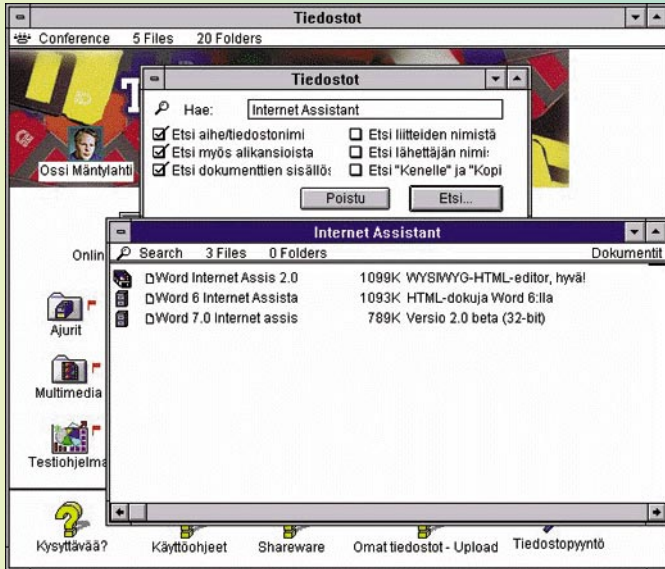 Tiedostot
Conference 5 Files 20 Folders
T
Tiedostot
Hae: Internet Assistant
Etsi aihe/tiedostonimi Etsi liitteiden nimistä
Etsi myös alikansioista Etsi lähettäjän nimi:
Etsi dokumenttien sisällös Etsi "Kenelle" ja "Kopi
Poistu Etsi...
Ossi Mäntylahti
Internet Assistant
Onlin
Search 3 Files 0 Folders Dokumentit
Word Internet Assis 2.0 1099K WYSIWYG-HTML-editor, hyvä!
Word 6 Internet Assista 1093K HTML-dokuja Word 6:lla
Word 7.0 Internet assis 789K Versio 2.0 beta (32-bit)
Ajurit
Multimedia
Testiohjelma
Kysyttävää? Käyttöohjeet Shareware Omat tiedostot - Upload Tiedostopyyntö